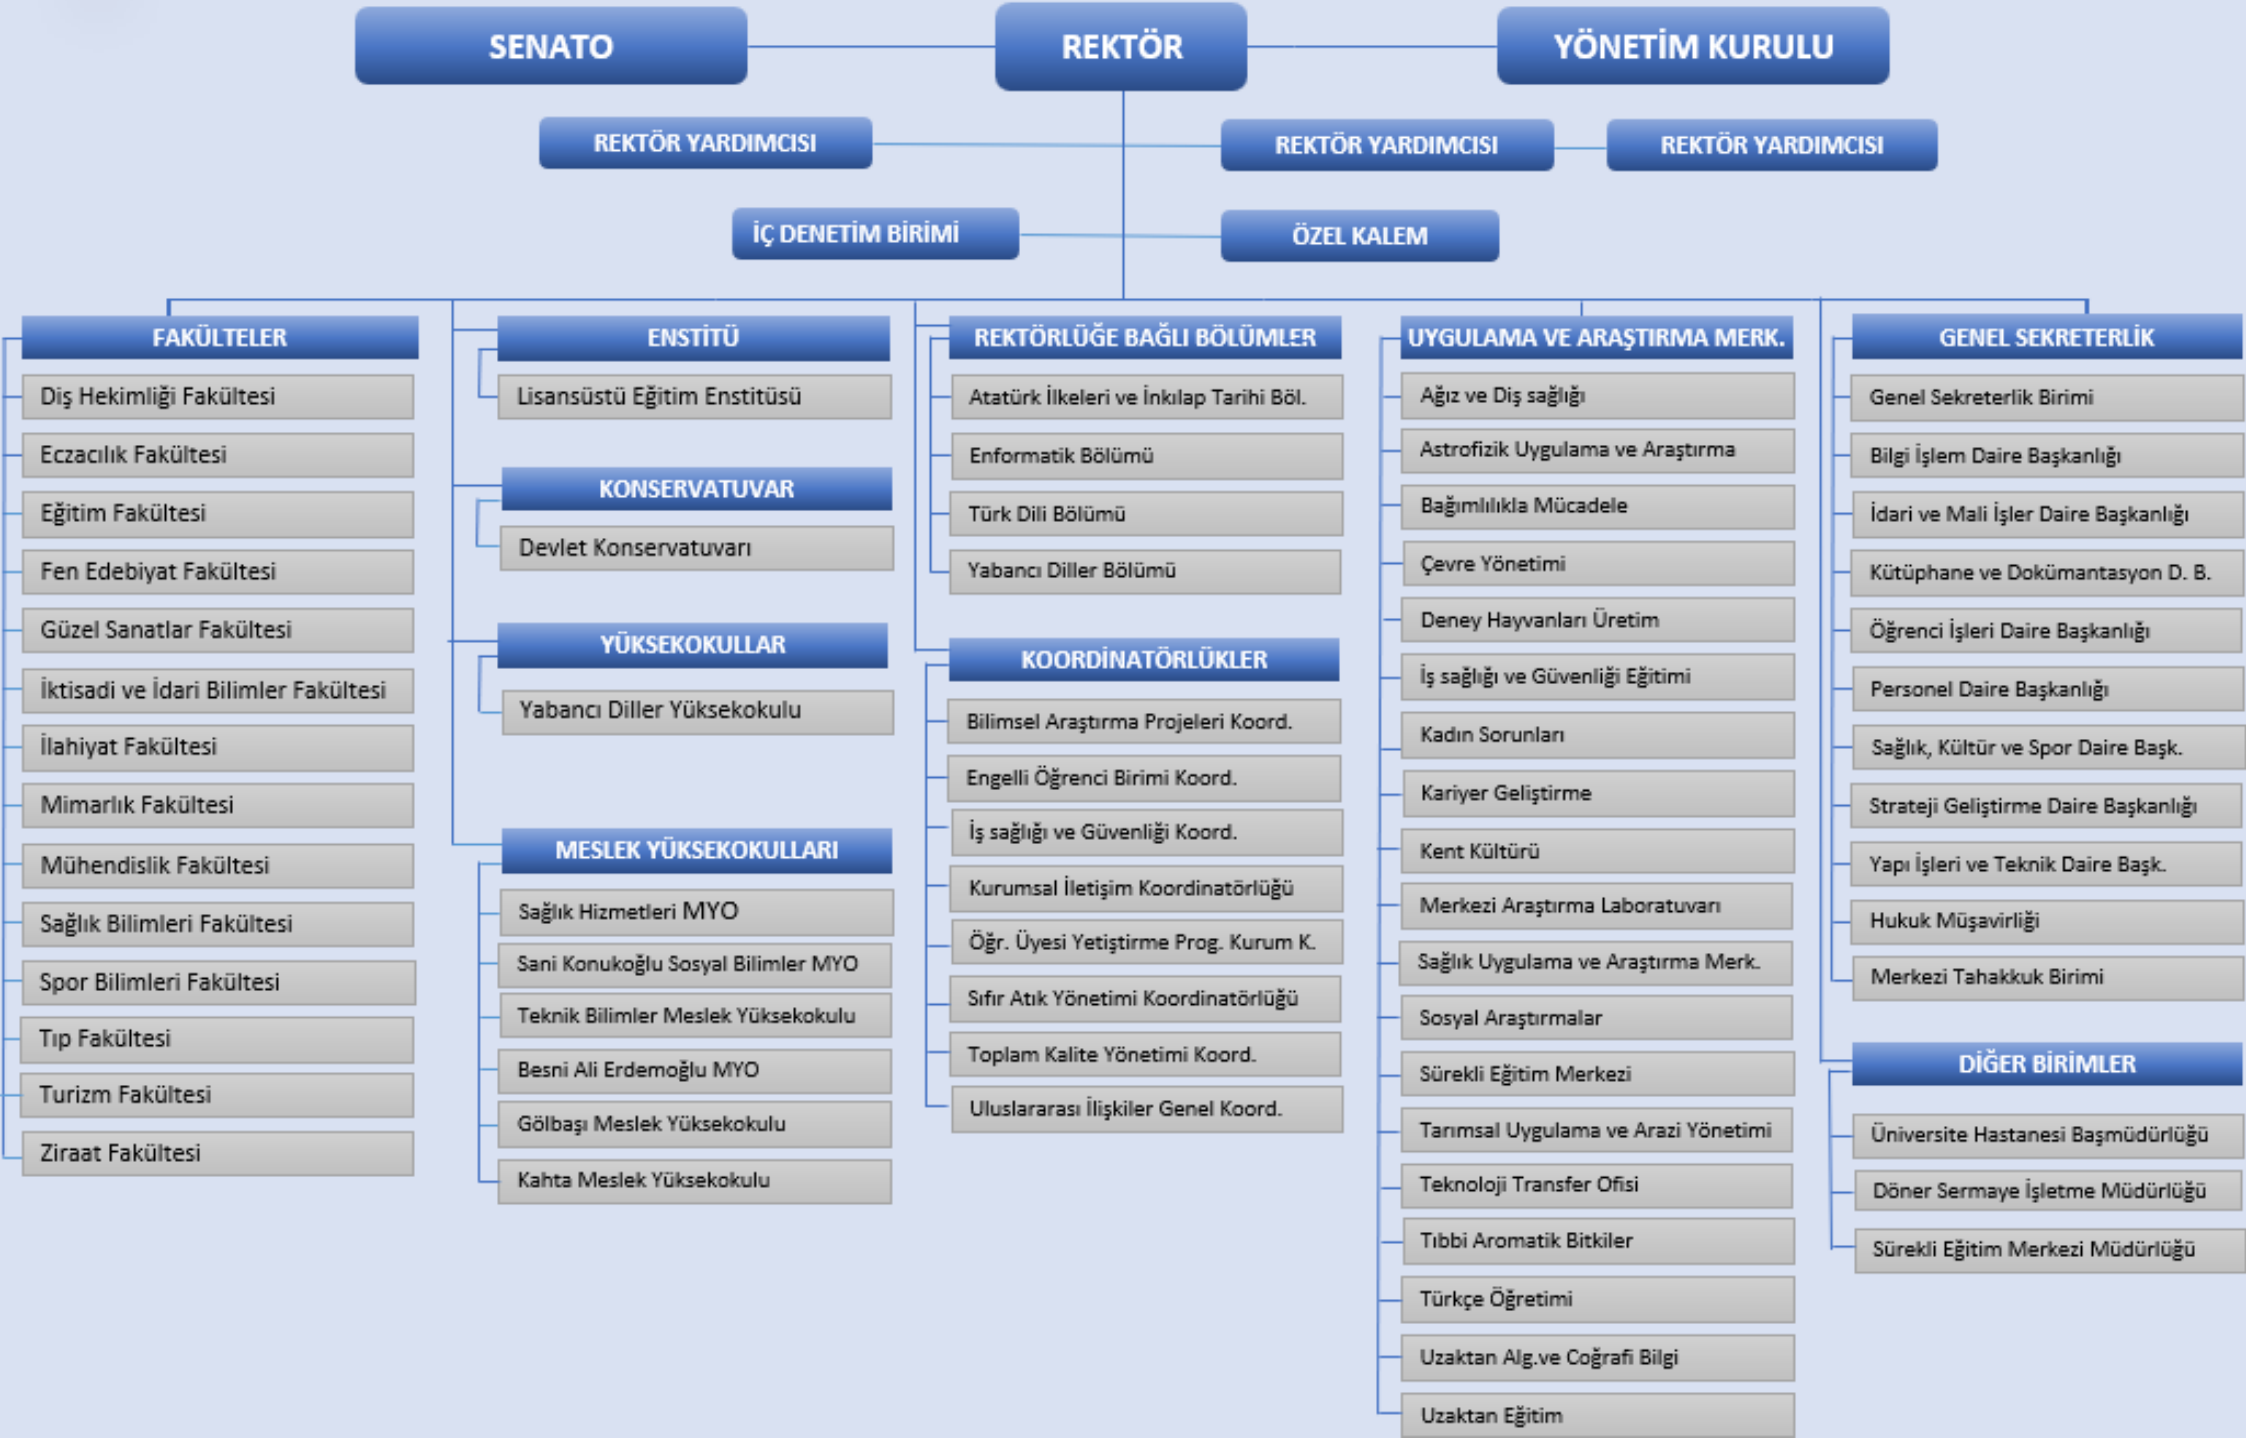 SENATO
REKTÖR
YÖNETİM KURULU
REKTÖR YARDIMCISI
REKTÖR YARDIMCISI
REKTÖR YARDIMCISI
İÇ DENETİM BİRİMİ
ÖZEL KALEM
FAKÜLTELER
Diş Hekimliği Fakültesi
Eczacılık Fakültesi
Eğitim Fakültesi
Fen Edebiyat Fakültesi
Güzel Sanatlar Fakültesi
İktisadi ve İdari Bilimler Fakültesi
İlahiyat Fakültesi
Mimarlık Fakültesi
Mühendislik Fakültesi
Sağlık Bilimleri Fakültesi
Spor Bilimleri Fakültesi
Tıp Fakültesi
Turizm Fakültesi
Ziraat Fakültesi
ENSTİTÜ
Lisansüstü Eğitim Enstitüsü
KONSERVATUVAR
Devlet Konservatuvarı
YÜKSEKOKULLAR
Yabancı Diller Yüksekokulu
MESLEK YÜKSEKOKULLARI
Sağlık Hizmetleri MYO
Sani Konukoğlu Sosyal Bilimler MYO
Teknik Bilimler Meslek Yüksekokulu
Besni Ali Erdemoğlu MYO
Gölbaşı Meslek Yüksekokulu
Kahta Meslek Yüksekokulu
REKTÖRLÜĞE BAĞLI BÖLÜMLER
Atatürk İlkeleri ve İnkılap Tarihi Böl.
Enformatik Bölümü
Türk Dili Bölümü
Yabancı Diller Bölümü
KOORDİNATÖRLÜKLER
Bilimsel Araştırma Projeleri Koord.
Engelli Öğrenci Birimi Koord.
İş sağlığı ve Güvenliği Koord.
Kurumsal İletişim Koordinatörlüğü
Öğr. Üyesi Yetiştirme Prog. Kurum K.
Sıfır Atık Yönetimi Koordinatörlüğü
Toplam Kalite Yönetimi Koord.
Uluslararası İlişkiler Genel Koord.
UYGULAMA VE ARAŞTIRMA MERK.
Ağız ve Diş sağlığı
Astrofizik Uygulama ve Araştırma
Bağımlılıkla Mücadele
Çevre Yönetimi
Deney Hayvanları Üretim
İş sağlığı ve Güvenliği Eğitimi
Kadın Sorunları
Kariyer Geliştirme
Kent Kültürü
Merkezi Araştırma Laboratuvarı
Sağlık Uygulama ve Araştırma Merk.
Sosyal Araştırmalar
Sürekli Eğitim Merkezi
Tarımsal Uygulama ve Arazi Yönetimi
Teknoloji Transfer Ofisi
Tıbbi Aromatik Bitkiler
Türkçe Öğretimi
Uzaktan Alg.ve Coğrafi Bilgi
Uzaktan Eğitim
GENEL SEKRETERLİK
Genel Sekreterlik Birimi
Bilgi İşlem Daire Başkanlığı
İdari ve Mali İşler Daire Başkanlığı
Kütüphane ve Dokümantasyon D. B.
Öğrenci İşleri Daire Başkanlığı
Personel Daire Başkanlığı
Sağlık, Kültür ve Spor Daire Başk.
Strateji Geliştirme Daire Başkanlığı
Yapı İşleri ve Teknik Daire Başk.
Hukuk Müşavirliği
Merkezi Tahakkuk Birimi
DİĞER BİRİMLER
Üniversite Hastanesi Başmüdürlüğü
Döner Sermaye İşletme Müdürlüğü
Sürekli Eğitim Merkezi Müdürlüğü